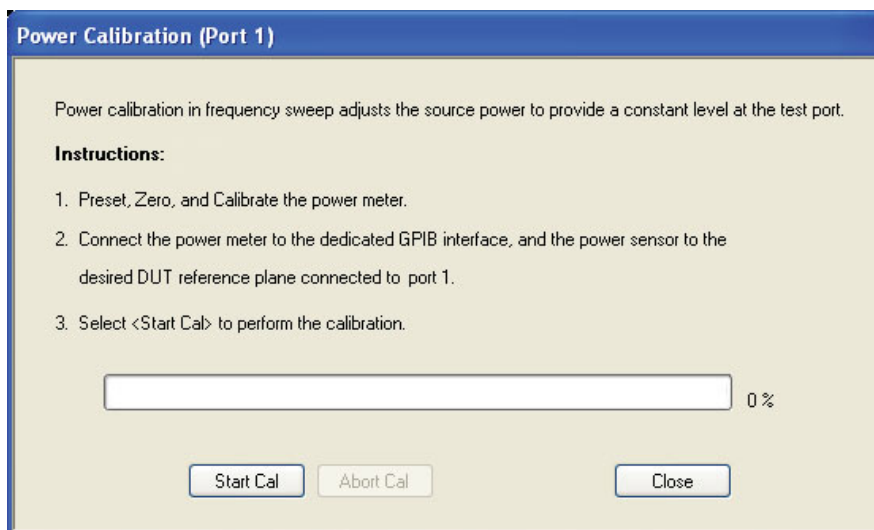 Power Calibration (Port 1)
Power calibration in frequency sweep adjusts the source power to provide a constant level at the test port.
Instructions:
1. Preset, Zero, and Calibrate the power meter.
2. Connect the power meter to the dedicated GPIB interface, and the power sensor to the
desired DUT reference plane connected to port 1.
3. Select <Start Cal> to perform the calibration.
0 %
Start Cal Abort Cal Close